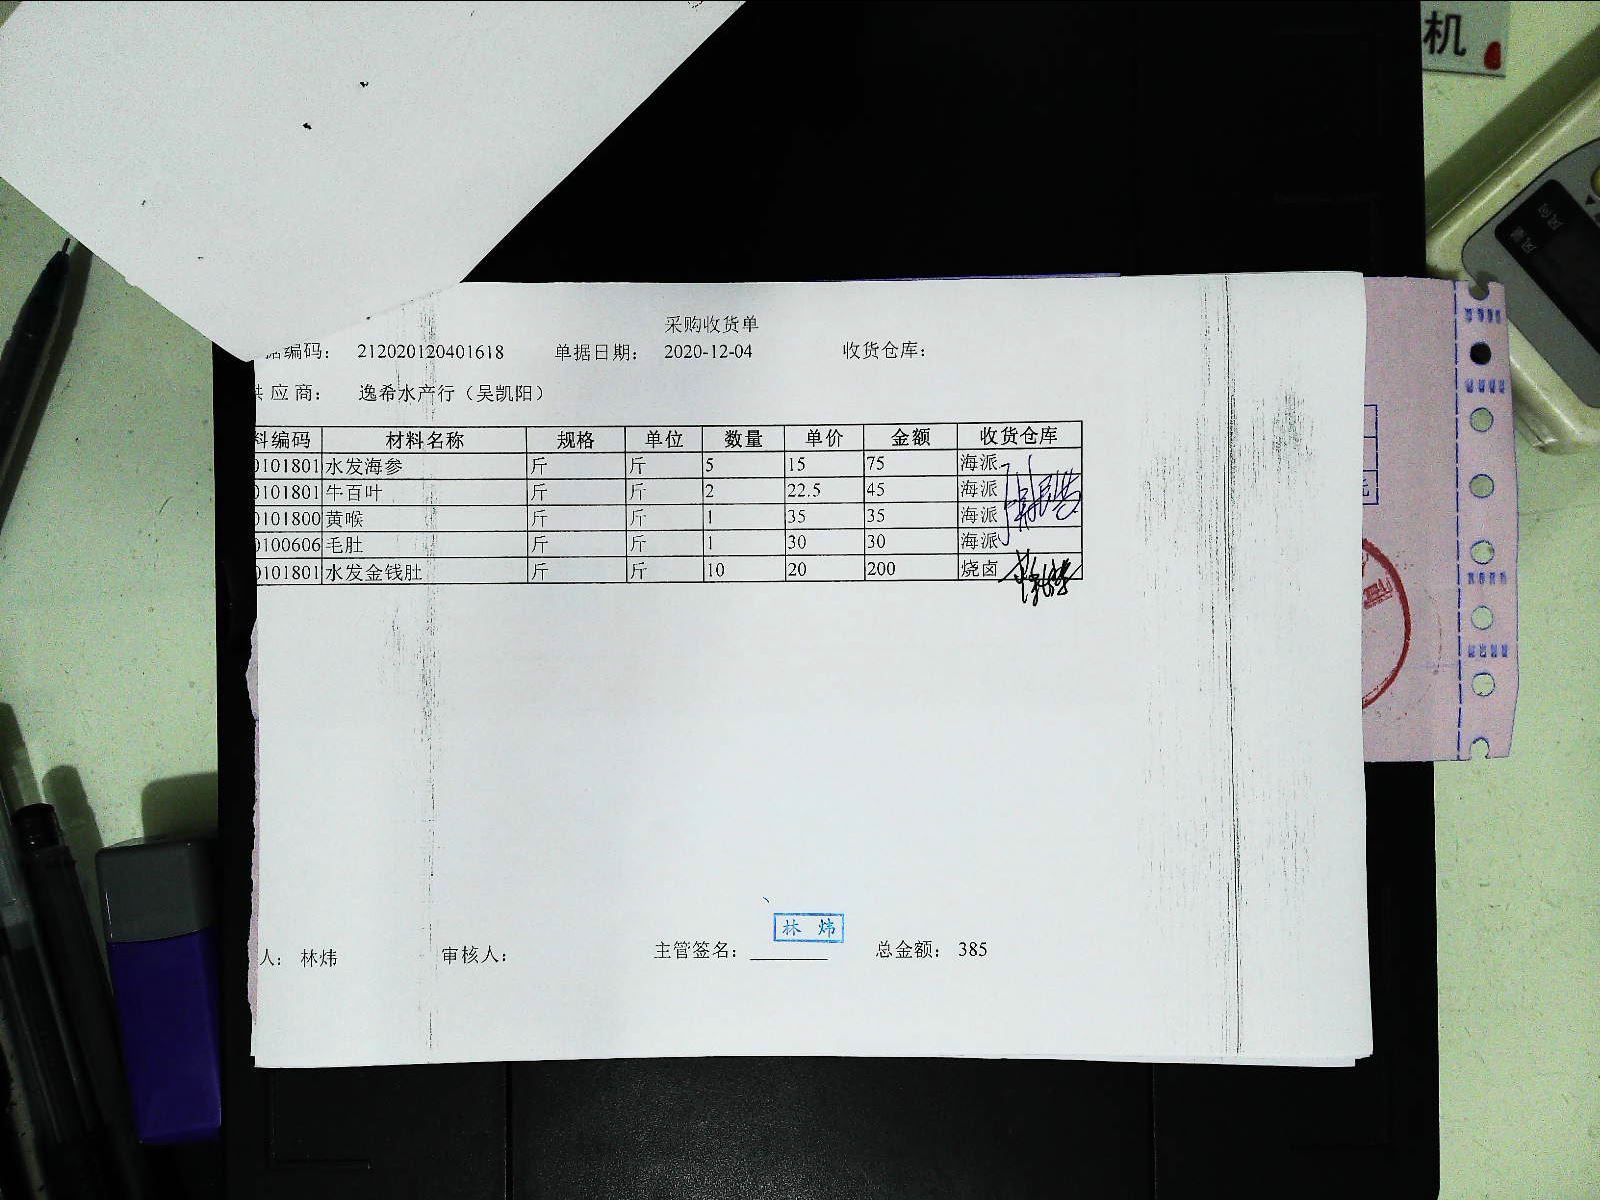 机
采购收货单
据编码： 212020120401618 单据日期： 2020-12-04 收货仓库：
供应商： 逸希水产行（吴凯阳）
料编码 材料名称 规格 单位 数量 单价 金额 收货仓库
0101801 水发海参 斤 斤 5 15 75 海派
0101801 牛百叶 斤 斤 2 22.5 45 海派
0101800 黄喉 斤 斤 1 35 35 海派
0100606 毛肚 斤 斤 1 30 30 海派
0101801 水发金钱肚 斤 斤 10 20 200 烧卤
林 炜
人： 林炜 审核人： 主管签名： 总金额： 385